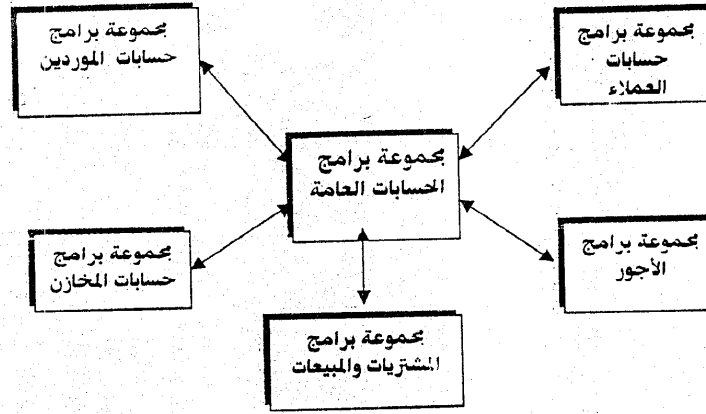 مجموعة برامج
حسابات
العملاء
مجموعة برامج
حسابات الموردين
مجموعة برامج
الحسابات العامة
مجموعة برامج
الأجور
مجموعة برامج
حسابات المخازن
مجموعة برامج
المشتريات والمبيعات